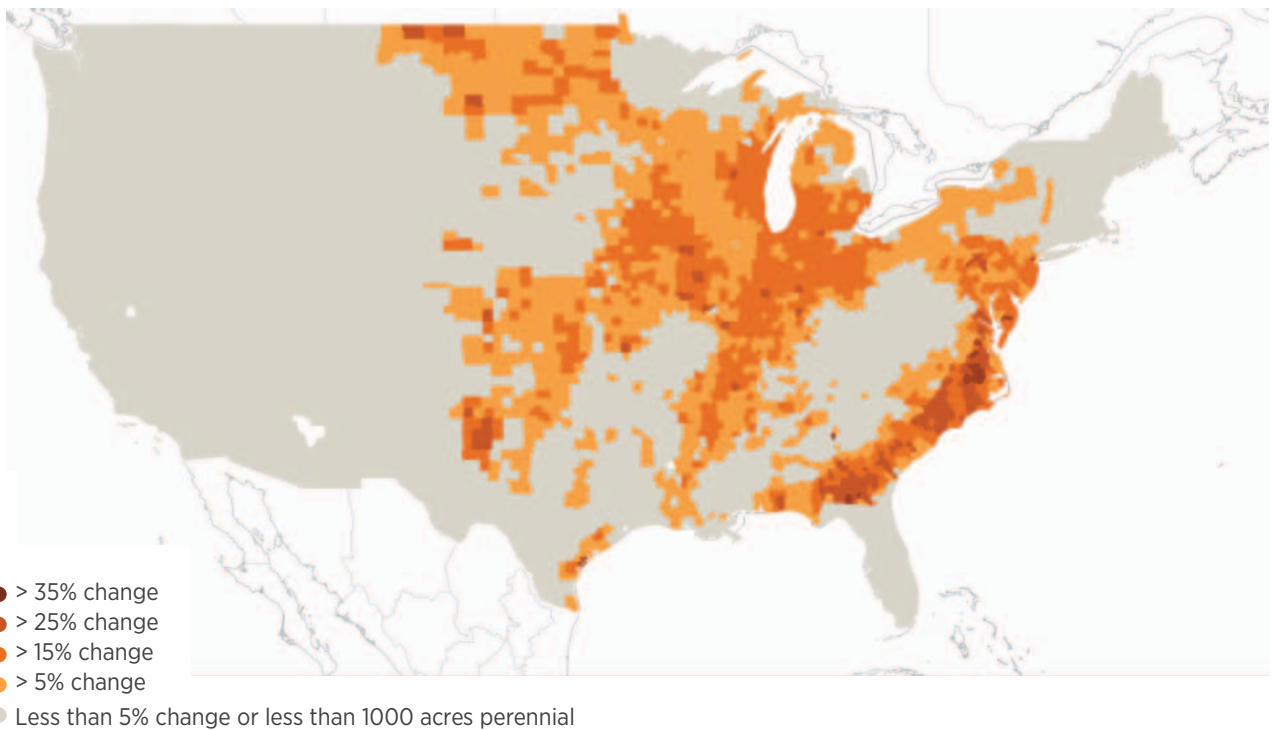 > 35% change
> 25% change
> 15% change
> 5% change
Less than 5% change or less than 1000 acres perennial